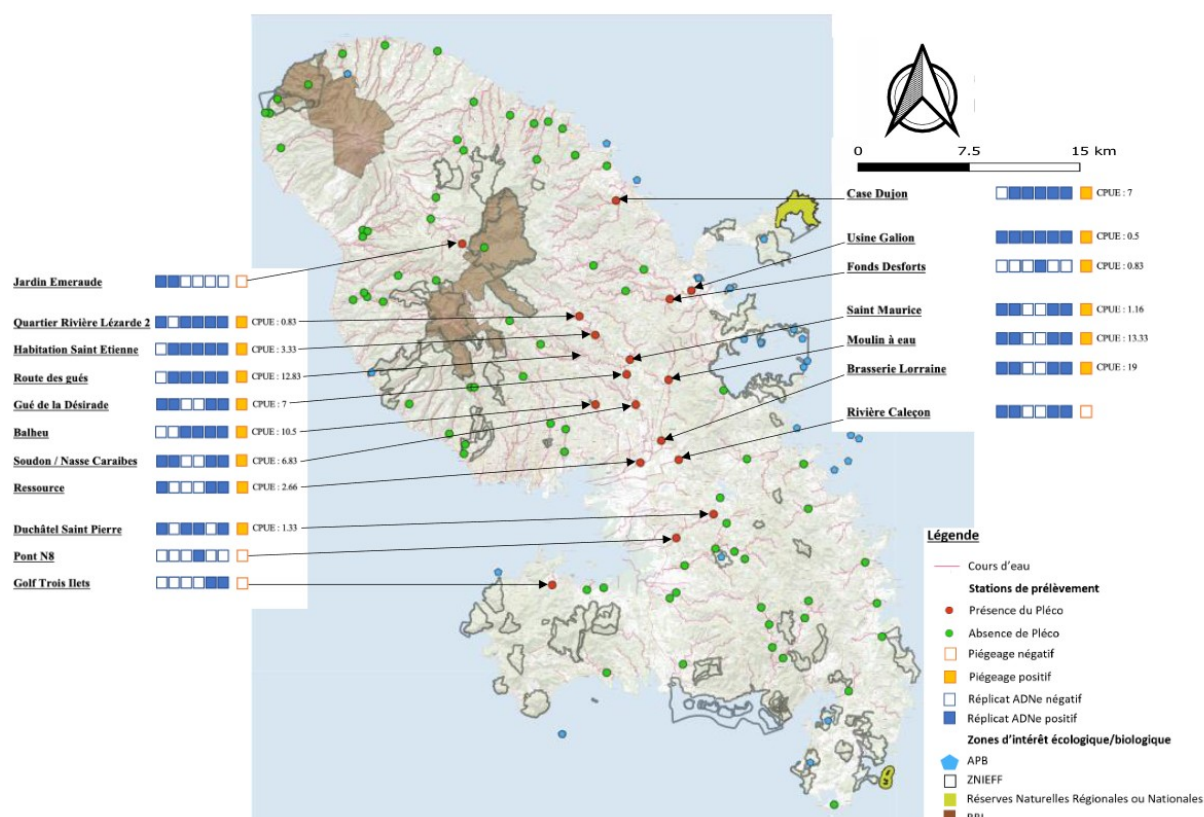 0 7.5 15 km
Jardin Emeraude
Quartier Rivière Lézarde 2 CPUE : 0.83
Habitation Saint Etienne CPUE : 3.33
Route des gués CPUE : 12.83
Gué de la Désirade CPUE : 7
Balheu CPUE : 10.5
Soudon / Nasse Caraibes CPUE : 6.83
Ressource CPUE : 2.66
Duchâtel Saint Pierre CPUE : 1.33
Pont N8
Golf Trois Ilets
Case Dujon CPUE : 7
Usine Galion CPUE : 0.5
Fonds Desforts CPUE : 0.83
Saint Maurice CPUE : 1.16
Moulin à eau CPUE : 13.33
Brasserie Lorraine CPUE : 19
Rivière Caleçon
Légende
Cours d'eau
Stations de prélèvement
Présence du Pléco
Absence de Pléco
Piégeage négatif
Piégeage positif
Réplicat ADNe négatif
Réplicat ADNe positif
Zones d'intérêt écologique/biologique
APB
ZNIEFF
Réserves Naturelles Régionales ou Nationales